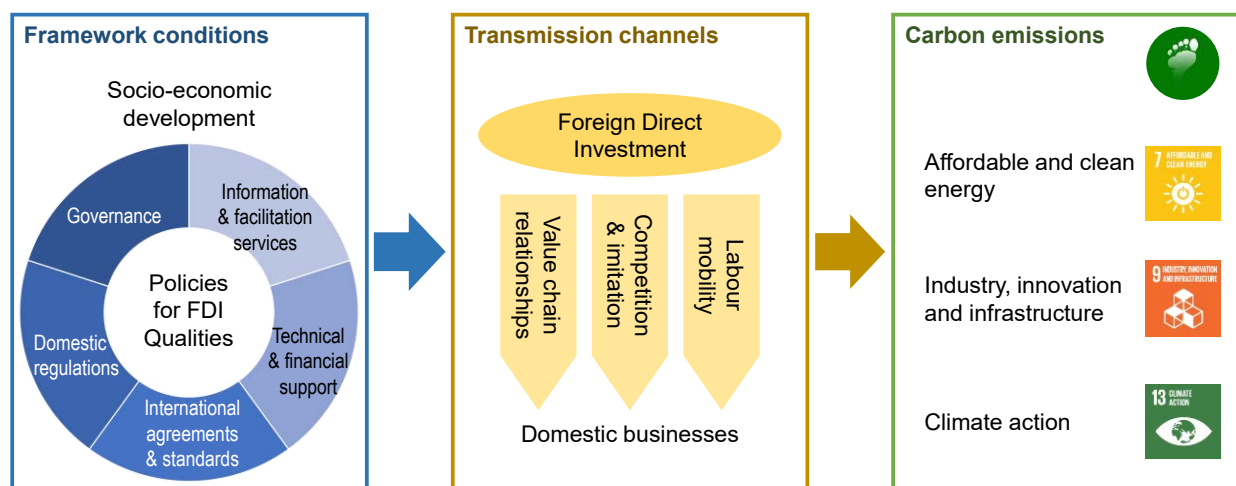 Framework conditions
Socio-economic
development
Governance
Information
& facilitation
services
Policies
for FDI
Qualities
Domestic
regulations
Technical
& financial
support
International
agreements
& standards
Transmission channels
Foreign Direct
Investment
Value chain
relationships
Competition
& imitation
Labour
mobility
Domestic businesses
Carbon emissions
Affordable and clean
energy
7 AFFORDABLE AND
CLEAN ENERGY
Industry, innovation
and infrastructure
9 INDUSTRY, INNOVATION
AND INFRASTRUCTURE
Climate action
13 CLIMATE
ACTION